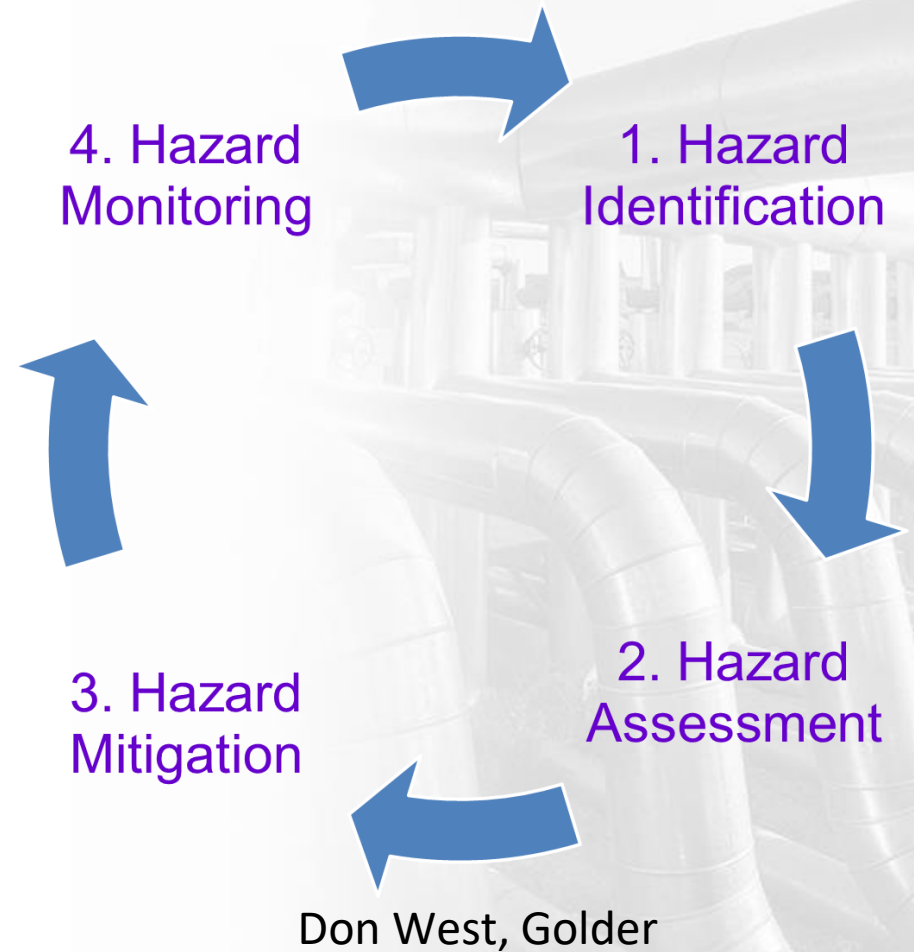 4. Hazard
Monitoring
1. Hazard
Identification
2. Hazard
Assessment
3. Hazard
Mitigation
Don West, Golder